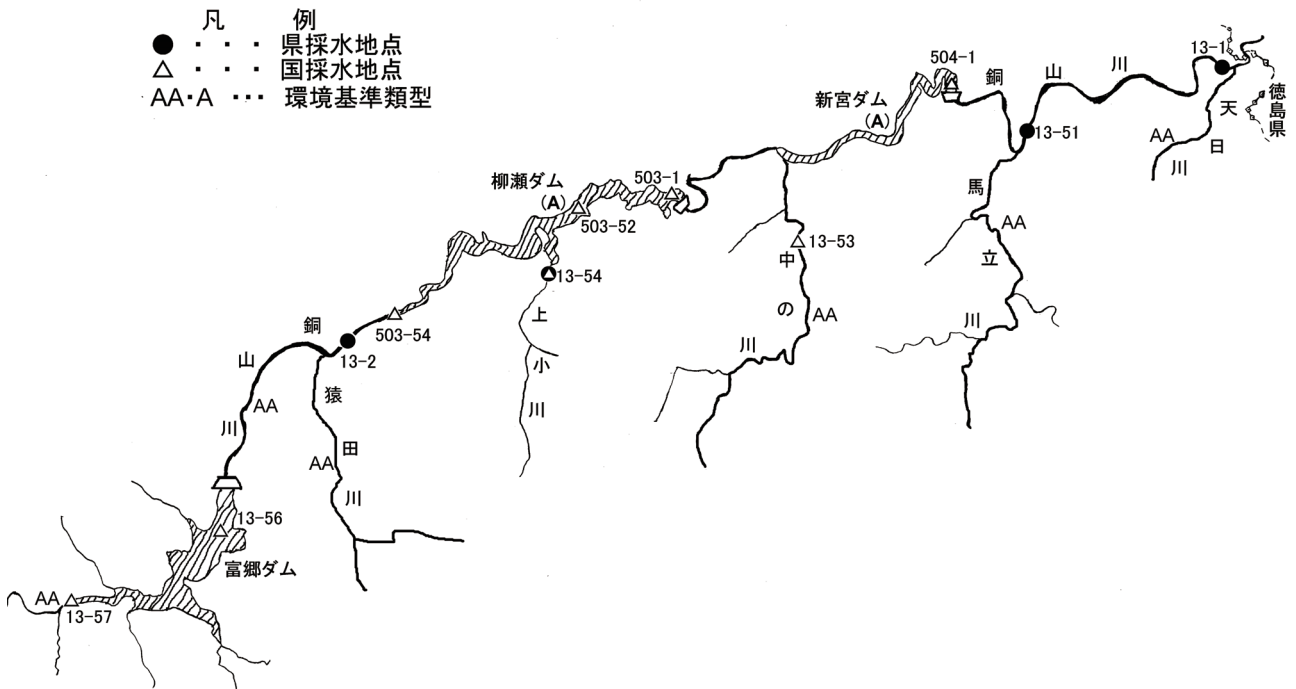 凡 例
● ・ ・ ・ 県採水地点
△ ・ ・ ・ 国採水地点
AA・A ・・・ 環境基準類型
13-1
504-1
銅山川
新宮ダム
(A)
徳島県
天日川
AA
13-51
馬立川
AA
柳瀬ダム
(A)
503-1
503-52
13-53
中の川
AA
13-54
上小川
503-54
13-2
銅山川
AA
猿田川
AA
13-56
富郷ダム
AA
13-57